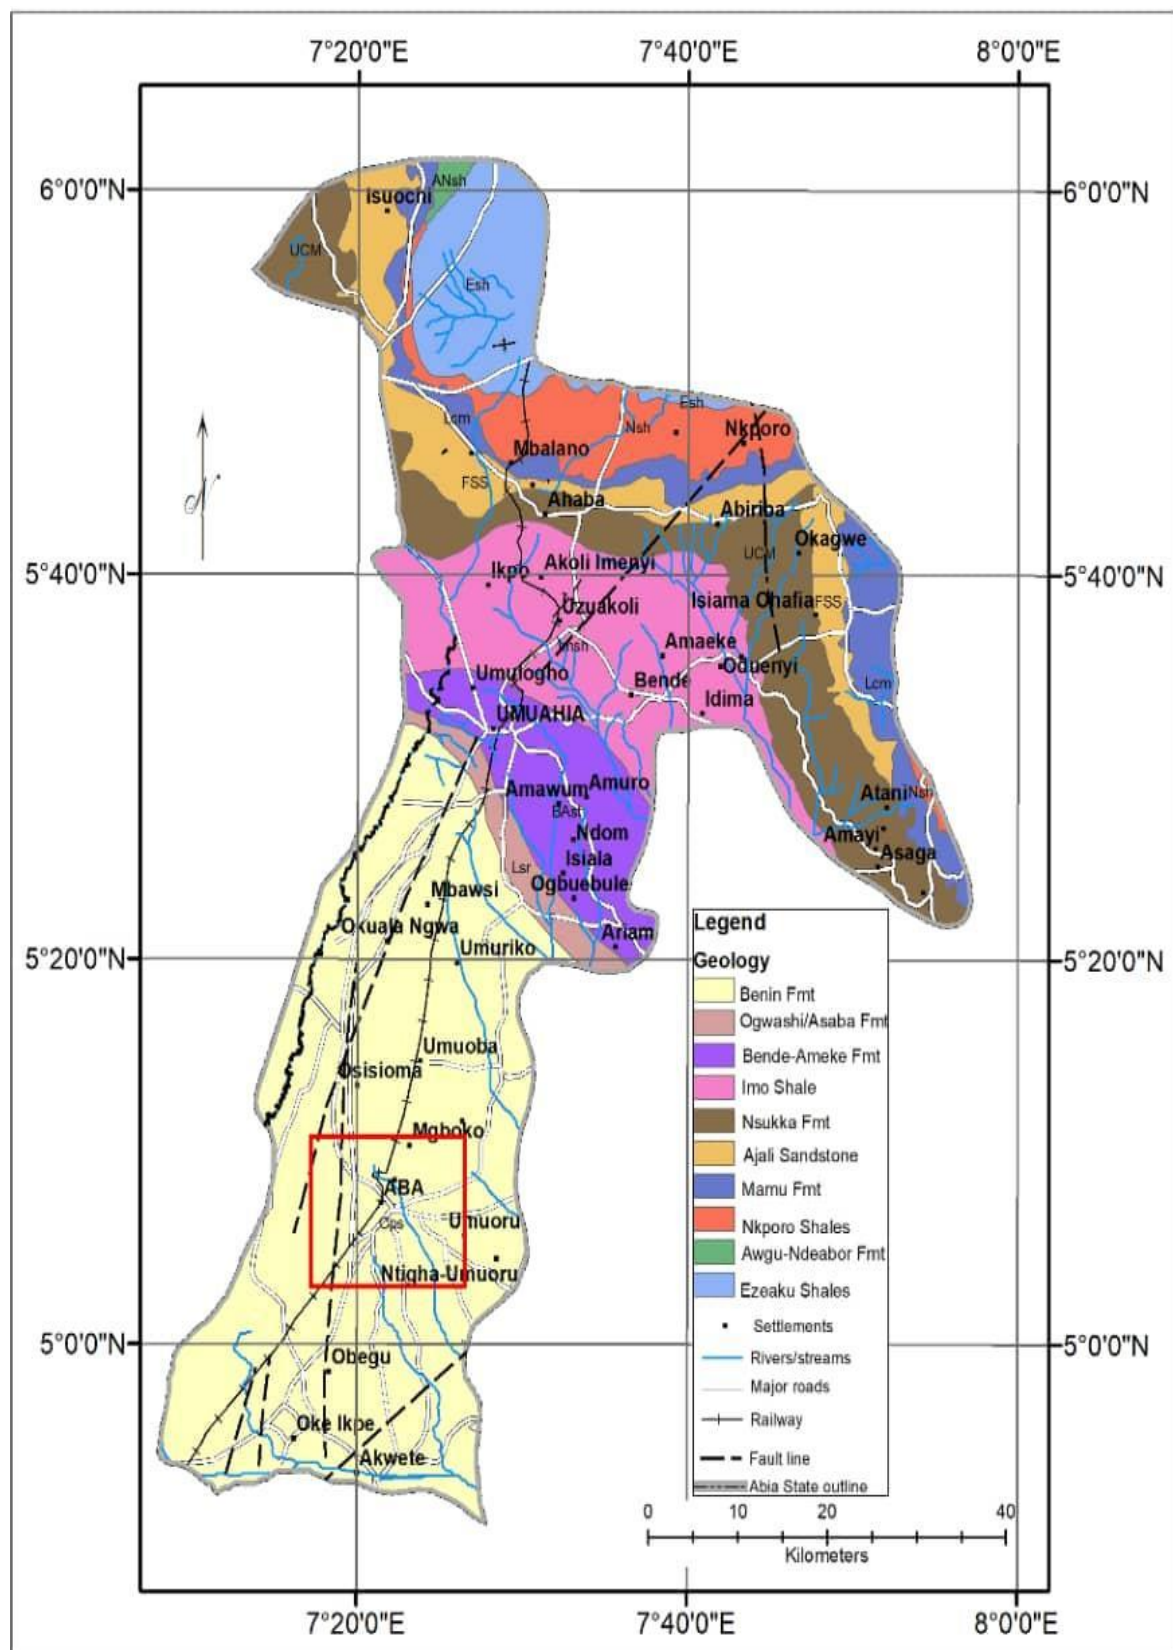 7°20'0"E 7°40'0"E 8°0'0"E
6°0'0"N 6°0'0"N
ANsh
Isuochi
UCM
Esh
Esh
Lcm
Nsh
Nkporo
Mbalano
FSS
Ahaba
Abiriba
Okagwe
UCM
5°40'0"N 5°40'0"N
Ikpo
Akoli Imenyi
Isiama Ohafia
FSS
Uzuakoli
Amaeke
Imsh
Oduenyi
Umulogho
Bende
Lcm
Idima
UMUAHIA
Amawum
Amuro
Atani
Nsh
BAsf
Ndom
Amayi
Asaga
Isiala
Lsr
Ogbuebule
Mbawsi
Okuala Ngwa
Ariam
Umuriko
5°20'0"N 5°20'0"N
Umuoba
Osisioma
Mgboko
ABA
Cps
Umuoru
Ntiqha-Umuoru
5°0'0"N 5°0'0"N
Obegu
Oke Ikpe
Akwete
Legend
Geology
Benin Fmt
Ogwashi/Asaba Fmt
Bende-Ameke Fmt
Imo Shale
Nsukka Fmt
Ajali Sandstone
Mamu Fmt
Nkporo Shales
Awgu-Ndeabor Fmt
Ezeaku Shales
Settlements
Rivers/streams
Major roads
Railway
Fault line
Abia State outline
0 10 20 40
Kilometers
7°20'0"E 7°40'0"E 8°0'0"E